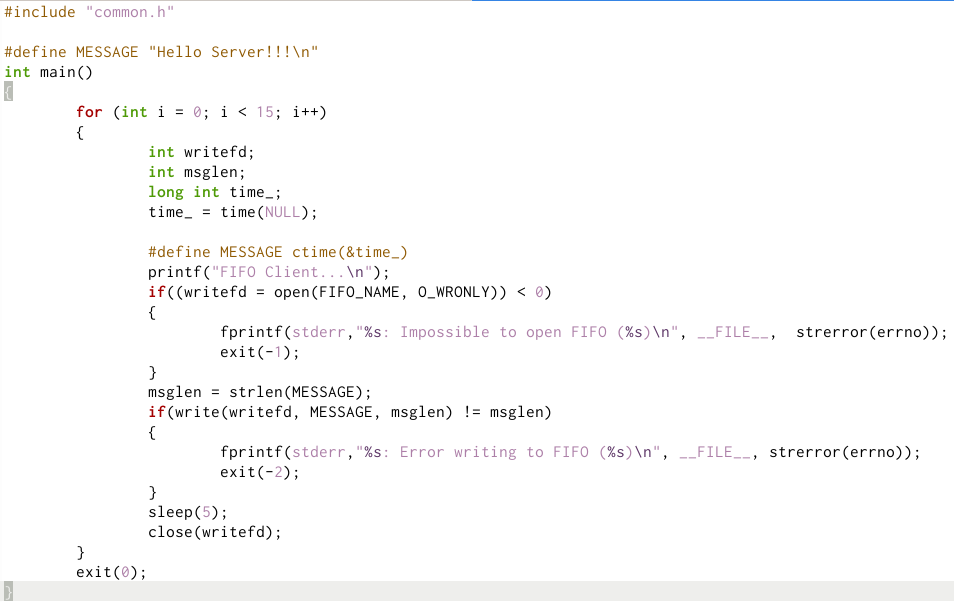 #include "common.h"

#define MESSAGE "Hello Server!!!\n"
int main()
{
        for (int i = 0; i < 15; i++)
        {
                int writefd;
                int msglen;
                long int time_;
                time_ = time(NULL);

                #define MESSAGE ctime(&time_)
                printf("FIFO Client...\n");
                if((writefd = open(FIFO_NAME, O_WRONLY)) < 0)
                {
                        fprintf(stderr,"%s: Impossible to open FIFO (%s)\n", __FILE__,  strerror(errno));
                        exit(-1);
                }
                msglen = strlen(MESSAGE);
                if(write(writefd, MESSAGE, msglen) != msglen)
                {
                        fprintf(stderr,"%s: Error writing to FIFO (%s)\n", __FILE__, strerror(errno));
                        exit(-2);
                }
                sleep(5);
                close(writefd);
        }
        exit(0);
}